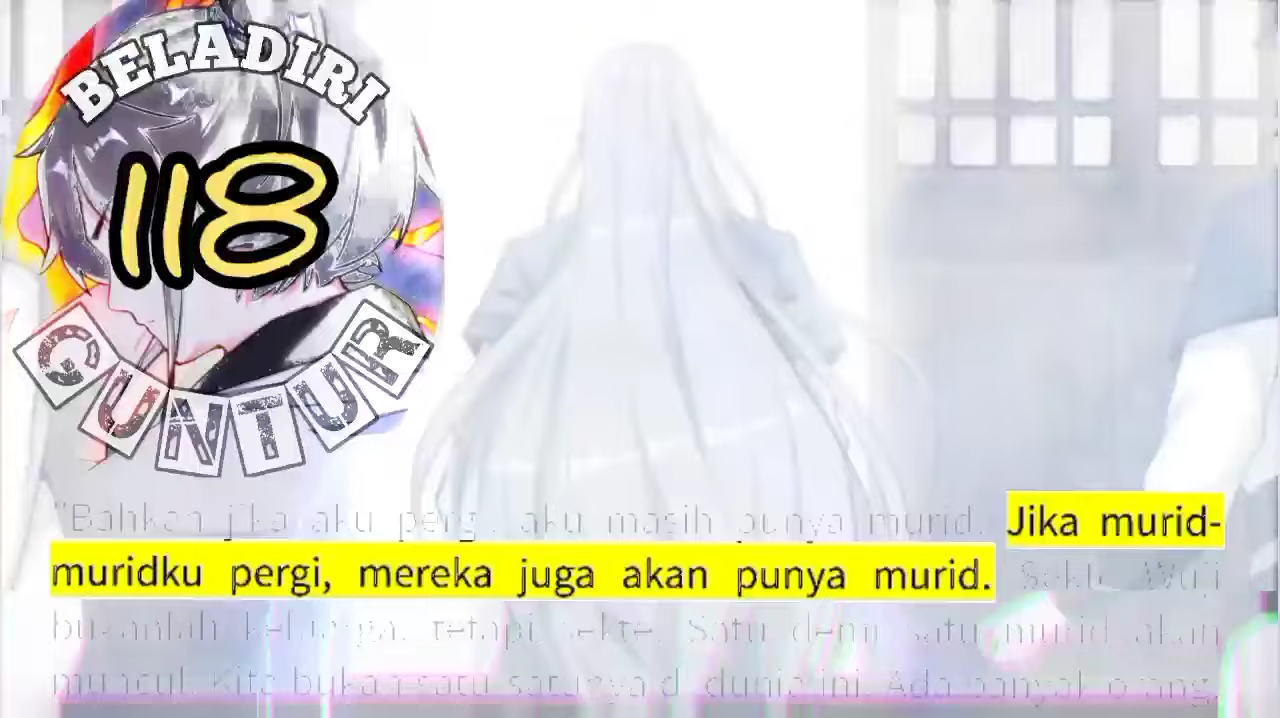 BELADIRI
118
GUNTUR
"Bahkan jika aku pergi, aku masih punya murid. Jika murid-
muridku pergi, mereka juga akan punya murid. Sekte Wuji
bukanlah keluarga, tetapi sekte. Satu demi satu murid akan
muncul. Kita bukan satu-satunya di dunia ini. Ada banyak orang.